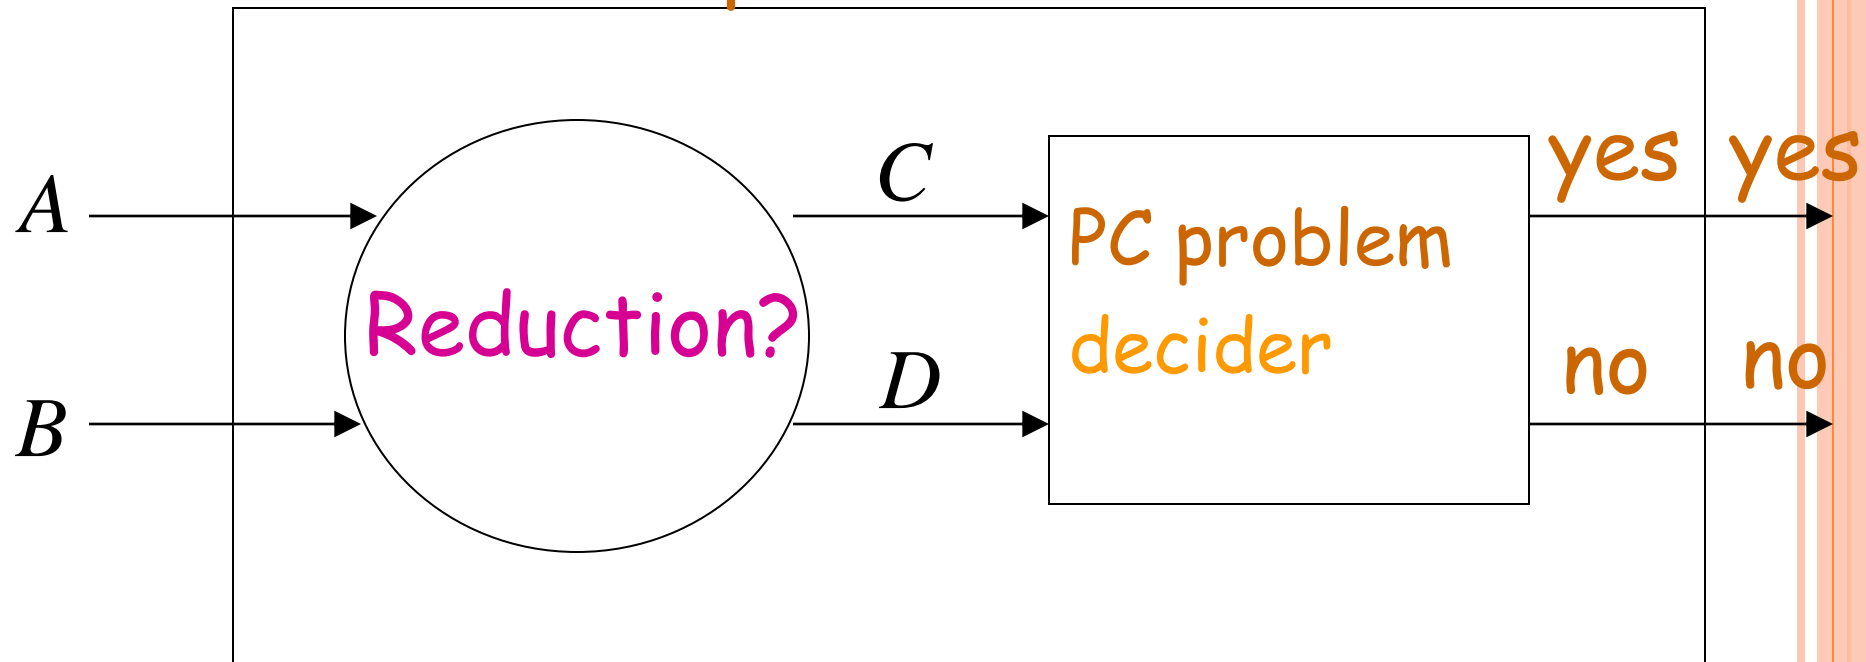 A
B
Reduction?
C
D
PC problem
decider
yes yes
no no